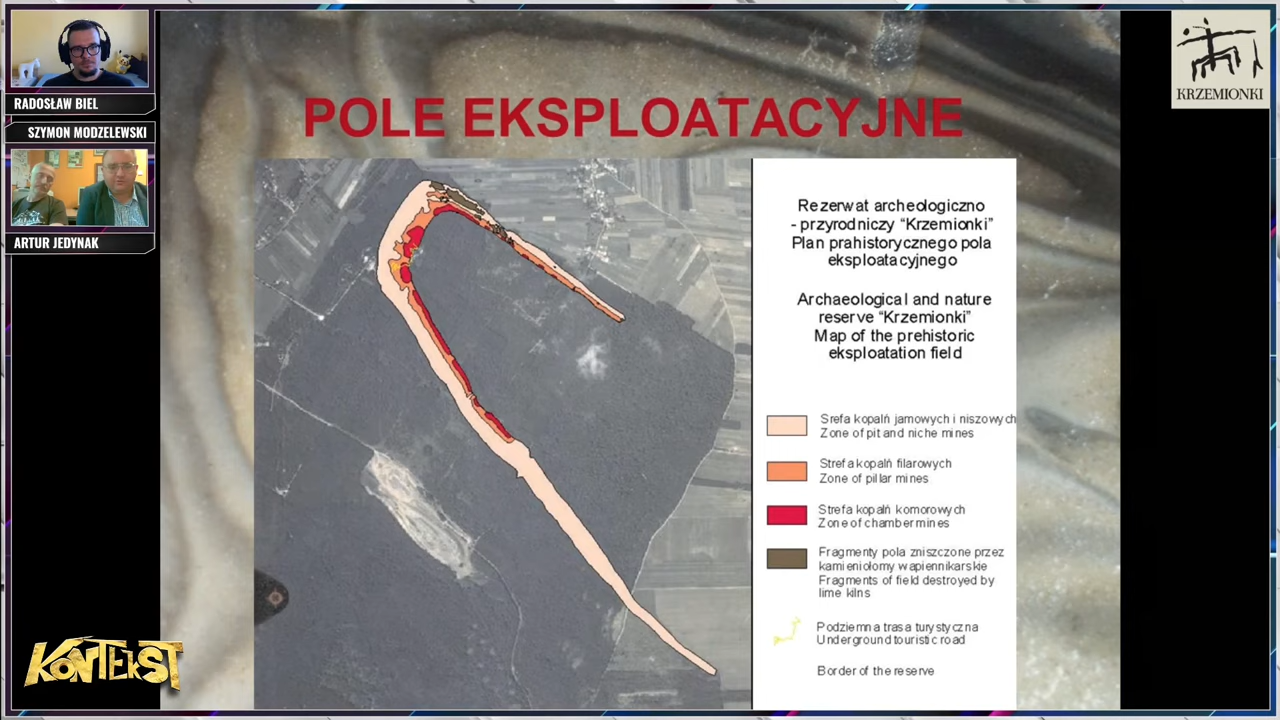 RADOSŁAW BIEL
SZYMON MODZELEWSKI
ARTUR JEDYNAK
KRZEMIONKI
POLE EKSPLOATACYJNE
Rezerwat archeologiczno
- przyrodniczy “Krzemionki”
Plan prahistorycznego pola
eksploatacyjnego
Archaeological and nature
reserve “Krzemionki”
Map of the prehistoric
eksploatation field
Srefa kopalń jamowych i niszowych
Zone of pit and niche mines
Strefa kopalń filarowych
Zone of pillar mines
Strefa kopalń komorowych
Zone of chamber mines
Fragmenty pola zniszczone przez
kamieniołomy wapiennikarskie
Fragments of field destroyed by
lime kilns
Podziemna trasa turystyczna
Underground touristic road
Border of the reserve
KONTEKST